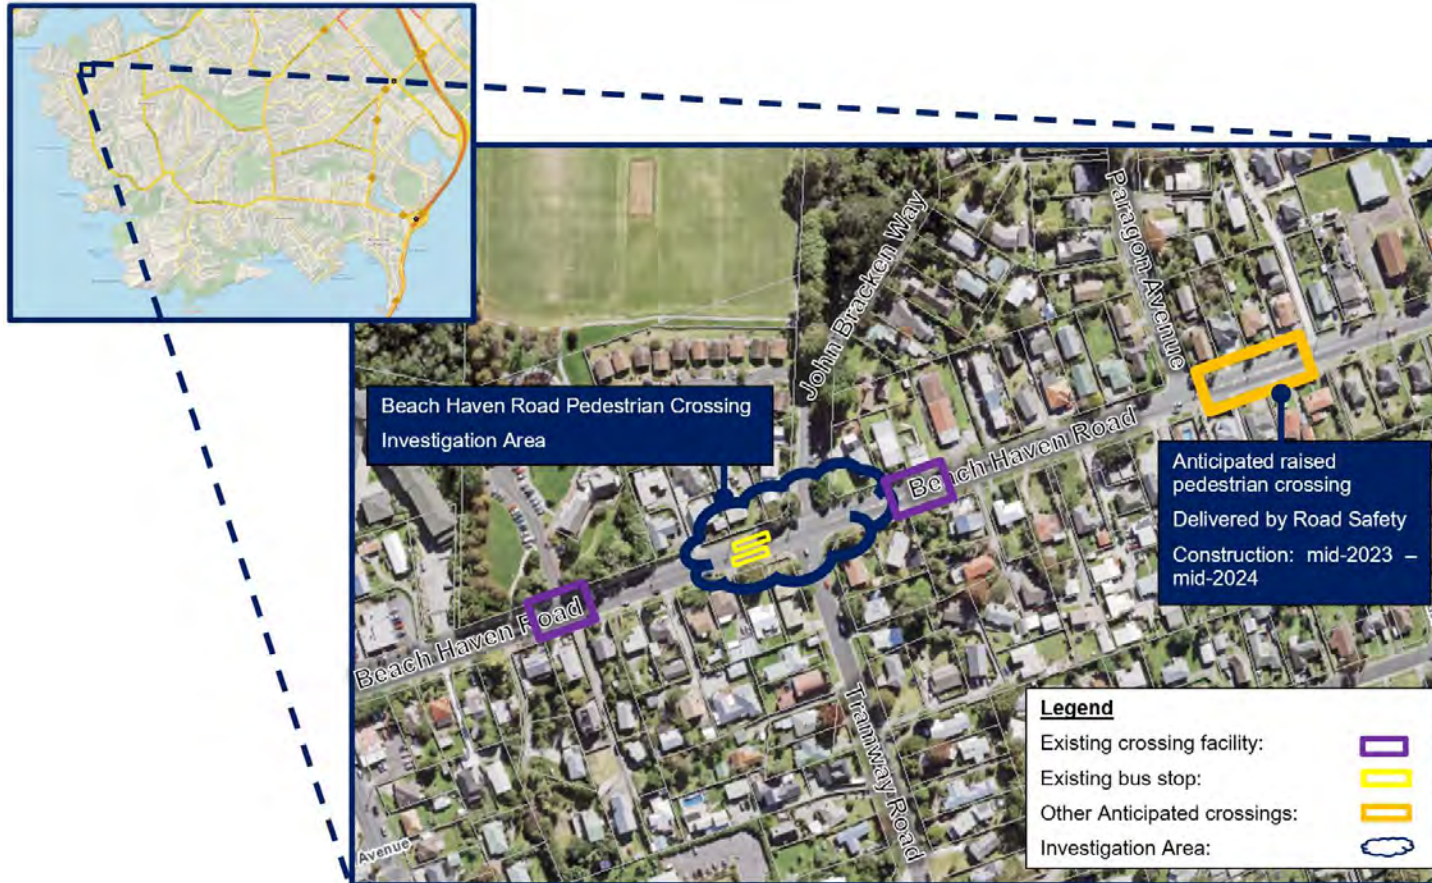 John Bracken Way
Paragon Avenue
Beach Haven Road Pedestrian Crossing
Investigation Area
Beach Haven Road
Anticipated raised
pedestrian crossing
Delivered by Road Safety
Construction: mid-2023 –
mid-2024
Beach Haven Road
Tramway Road
Avenue
Legend
Existing crossing facility:
Existing bus stop:
Other Anticipated crossings:
Investigation Area: